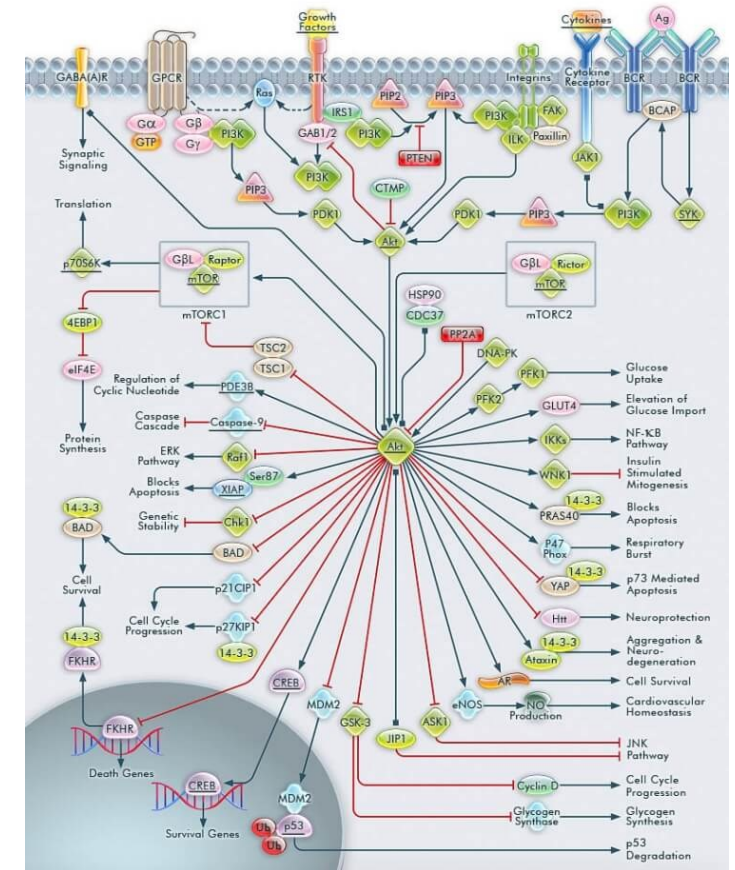 Growth
Factors
Cytokines
Ag
GABA(A)R
GPCR
RTK
Integrins
Cytokine
Receptor
BCR
BCR
Ras
PIP2
PIP3
IRS1
GAB1/2
PI3K
PI3K
FAK
Paxillin
ILK
BCAP
Gα
GTP
Gβ
Gγ
PI3K
PTEN
JAK1
Synaptic
Signaling
PI3K
PIP3
PDK1
CTMP
Akt
PDK1
PIP3
PI3K
SYK
Translation
p70S6K
GβL
Raptor
mTOR
mTORC1
GβL
Rictor
mTOR
mTORC2
HSP90
CDC37
PP2A
DNA-PK
4EBP1
eIF4E
Protein
Synthesis
TSC2
TSC1
PFK2
PFK1
Glucose
Uptake
Regulation of
Cyclic Nucleotide
PDE3B
GLUT4
Elevation of
Glucose Import
Caspase
Cascade
Caspase-9
Akt
IKKs
NF-κB
Pathway
ERK
Pathway
Raf1
WNK1
Insulin
Stimulated
Mitogenesis
Blocks
Apoptosis
XIAP
Ser87
14-3-3
PRAS40
Blocks
Apoptosis
Genetic
Stability
Chk1
P47
Phox
Respiratory
Burst
14-3-3
BAD
BAD
14-3-3
YAP
p73 Mediated
Apoptosis
Cell
Survival
p21CIP1
Htt
Neuroprotection
Cell Cycle
Progression
p27KIP1
14-3-3
14-3-3
Ataxin
Aggregation &
Neuro-
degeneration
14-3-3
FKHR
CREB
MDM2
AR
Cell Survival
GSK-3
JIP1
ASK1
eNOS
NO
Production
Cardiovascular
Homeostasis
FKHR
Death Genes
JNK
Pathway
CREB
Survival Genes
MDM2
Ub
Ub
p53
Cyclin D
Cell Cycle
Progression
Glycogen
Synthase
Glycogen
Synthesis
p53
Degradation